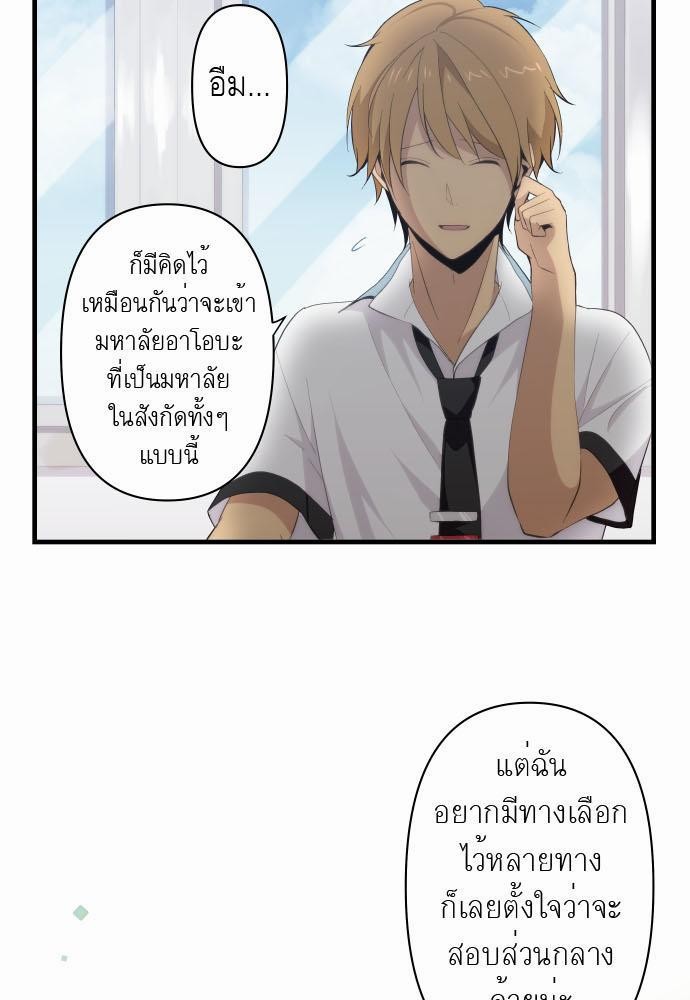 อืม...
ก็มีคิดไว้
เหมือนกันว่าจะเข้า
มหาลัยอาโอบะ
ที่เป็นมหาลัย
ในสังกัดทั้งๆ
แบบนี้
แต่ฉัน
อยากมีทางเลือก
ไว้หลายทาง
ก็เลยตั้งใจว่าจะ
สอบส่วนกลาง
ด้วยน่ะ